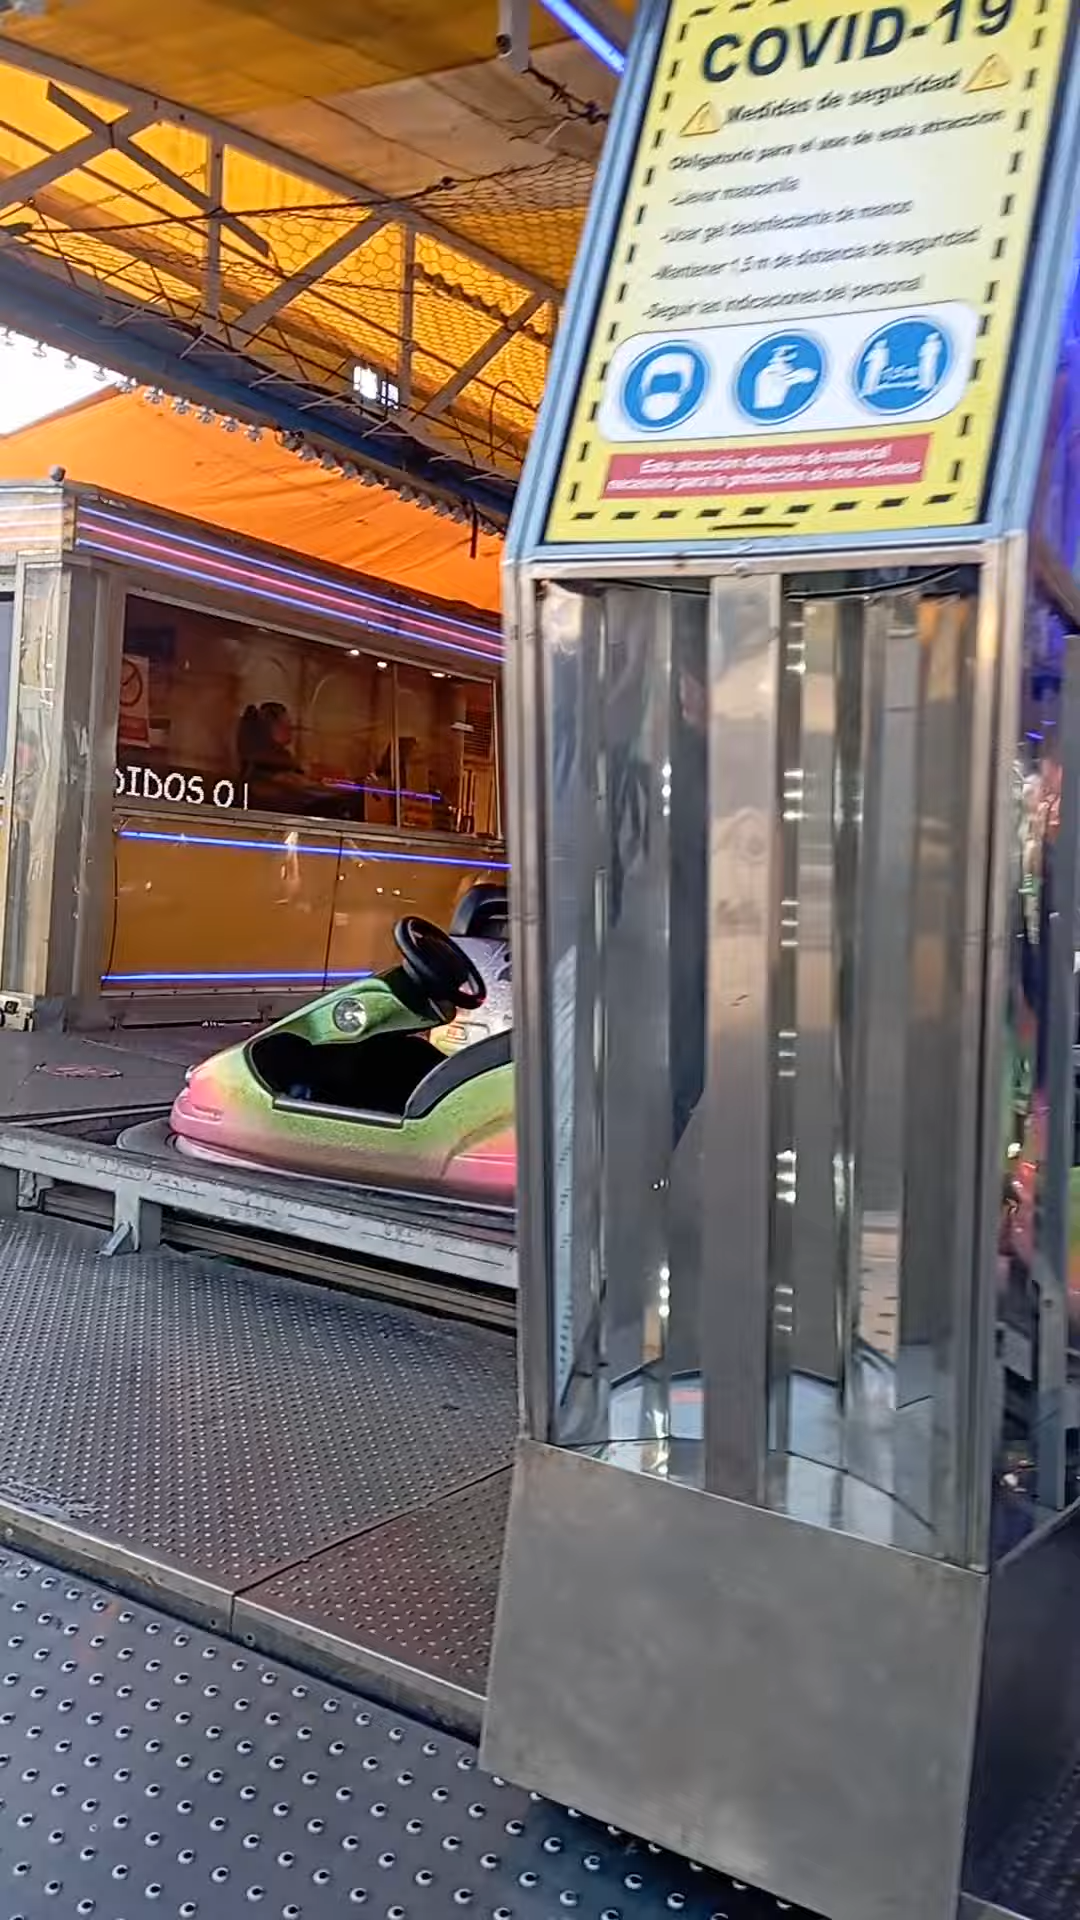 COVID-19
Medidas de seguridad
Obligatorio para el uso de esta atracción
-Llevar mascarilla
-Usar gel desinfectante de manos
-Mantener 1,5 m de distancia de seguridad
-Seguir las indicaciones del personal
1,5m
Esta atracción dispone de material
necesario para la protección de los clientes
DIDOS O